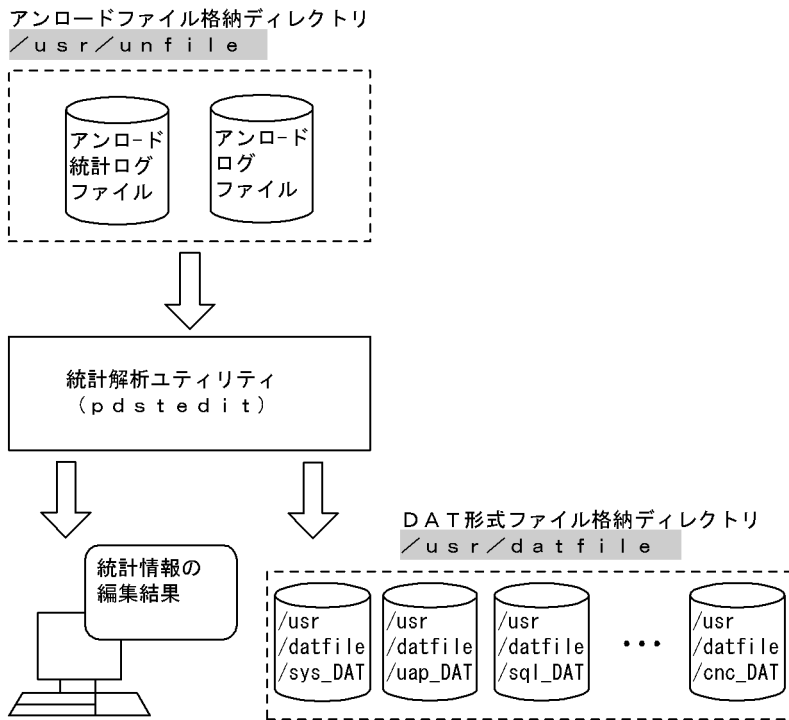 アンロードファイル格納ディレクトリ
／ｕｓｒ／ｕｎｆｉｌｅ
アンロード
統計ログ
ファイル
アンロード
ログ
ファイル
統計解析ユティリティ
（ｐｄｓｔｅｄｉｔ）
統計情報の
編集結果
ＤＡＴ形式ファイル格納ディレクトリ
／ｕｓｒ／ｄａｔｆｉｌｅ
/usr
/datfile
/sys_DAT
/usr
/datfile
/uap_DAT
/usr
/datfile
/sql_DAT
･･･
/usr
/datfile
/cnc_DAT